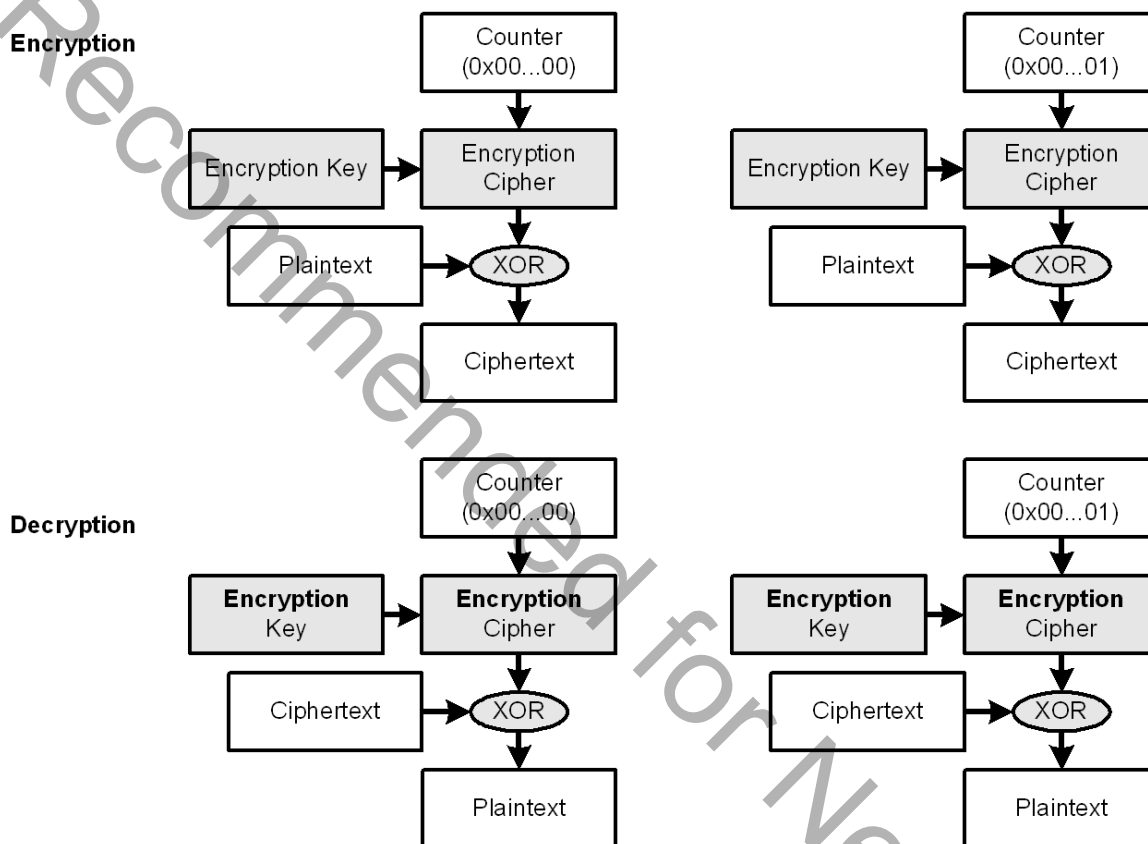 Encryption
Counter
(0x00...00)
Counter
(0x00...01)
Encryption Key
Encryption
Cipher
Encryption Key
Encryption
Cipher
Plaintext
XOR
Plaintext
XOR
Ciphertext
Ciphertext
Decryption
Counter
(0x00...00)
Counter
(0x00...01)
Encryption
Key
Encryption
Cipher
Encryption
Key
Encryption
Cipher
Ciphertext
XOR
Ciphertext
XOR
Plaintext
Plaintext
Recommended for Ne